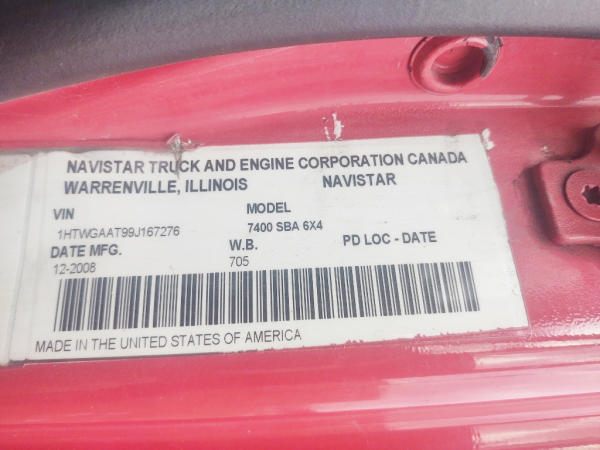 NAVISTAR TRUCK AND ENGINE CORPORATION CANADA
WARRENVILLE, ILLINOIS NAVISTAR
VIN MODEL
1HTWGAAT99J167276 7400 SBA 6X4
DATE MFG. W.B. PD LOC - DATE
12-2008 705
MADE IN THE UNITED STATES OF AMERICA